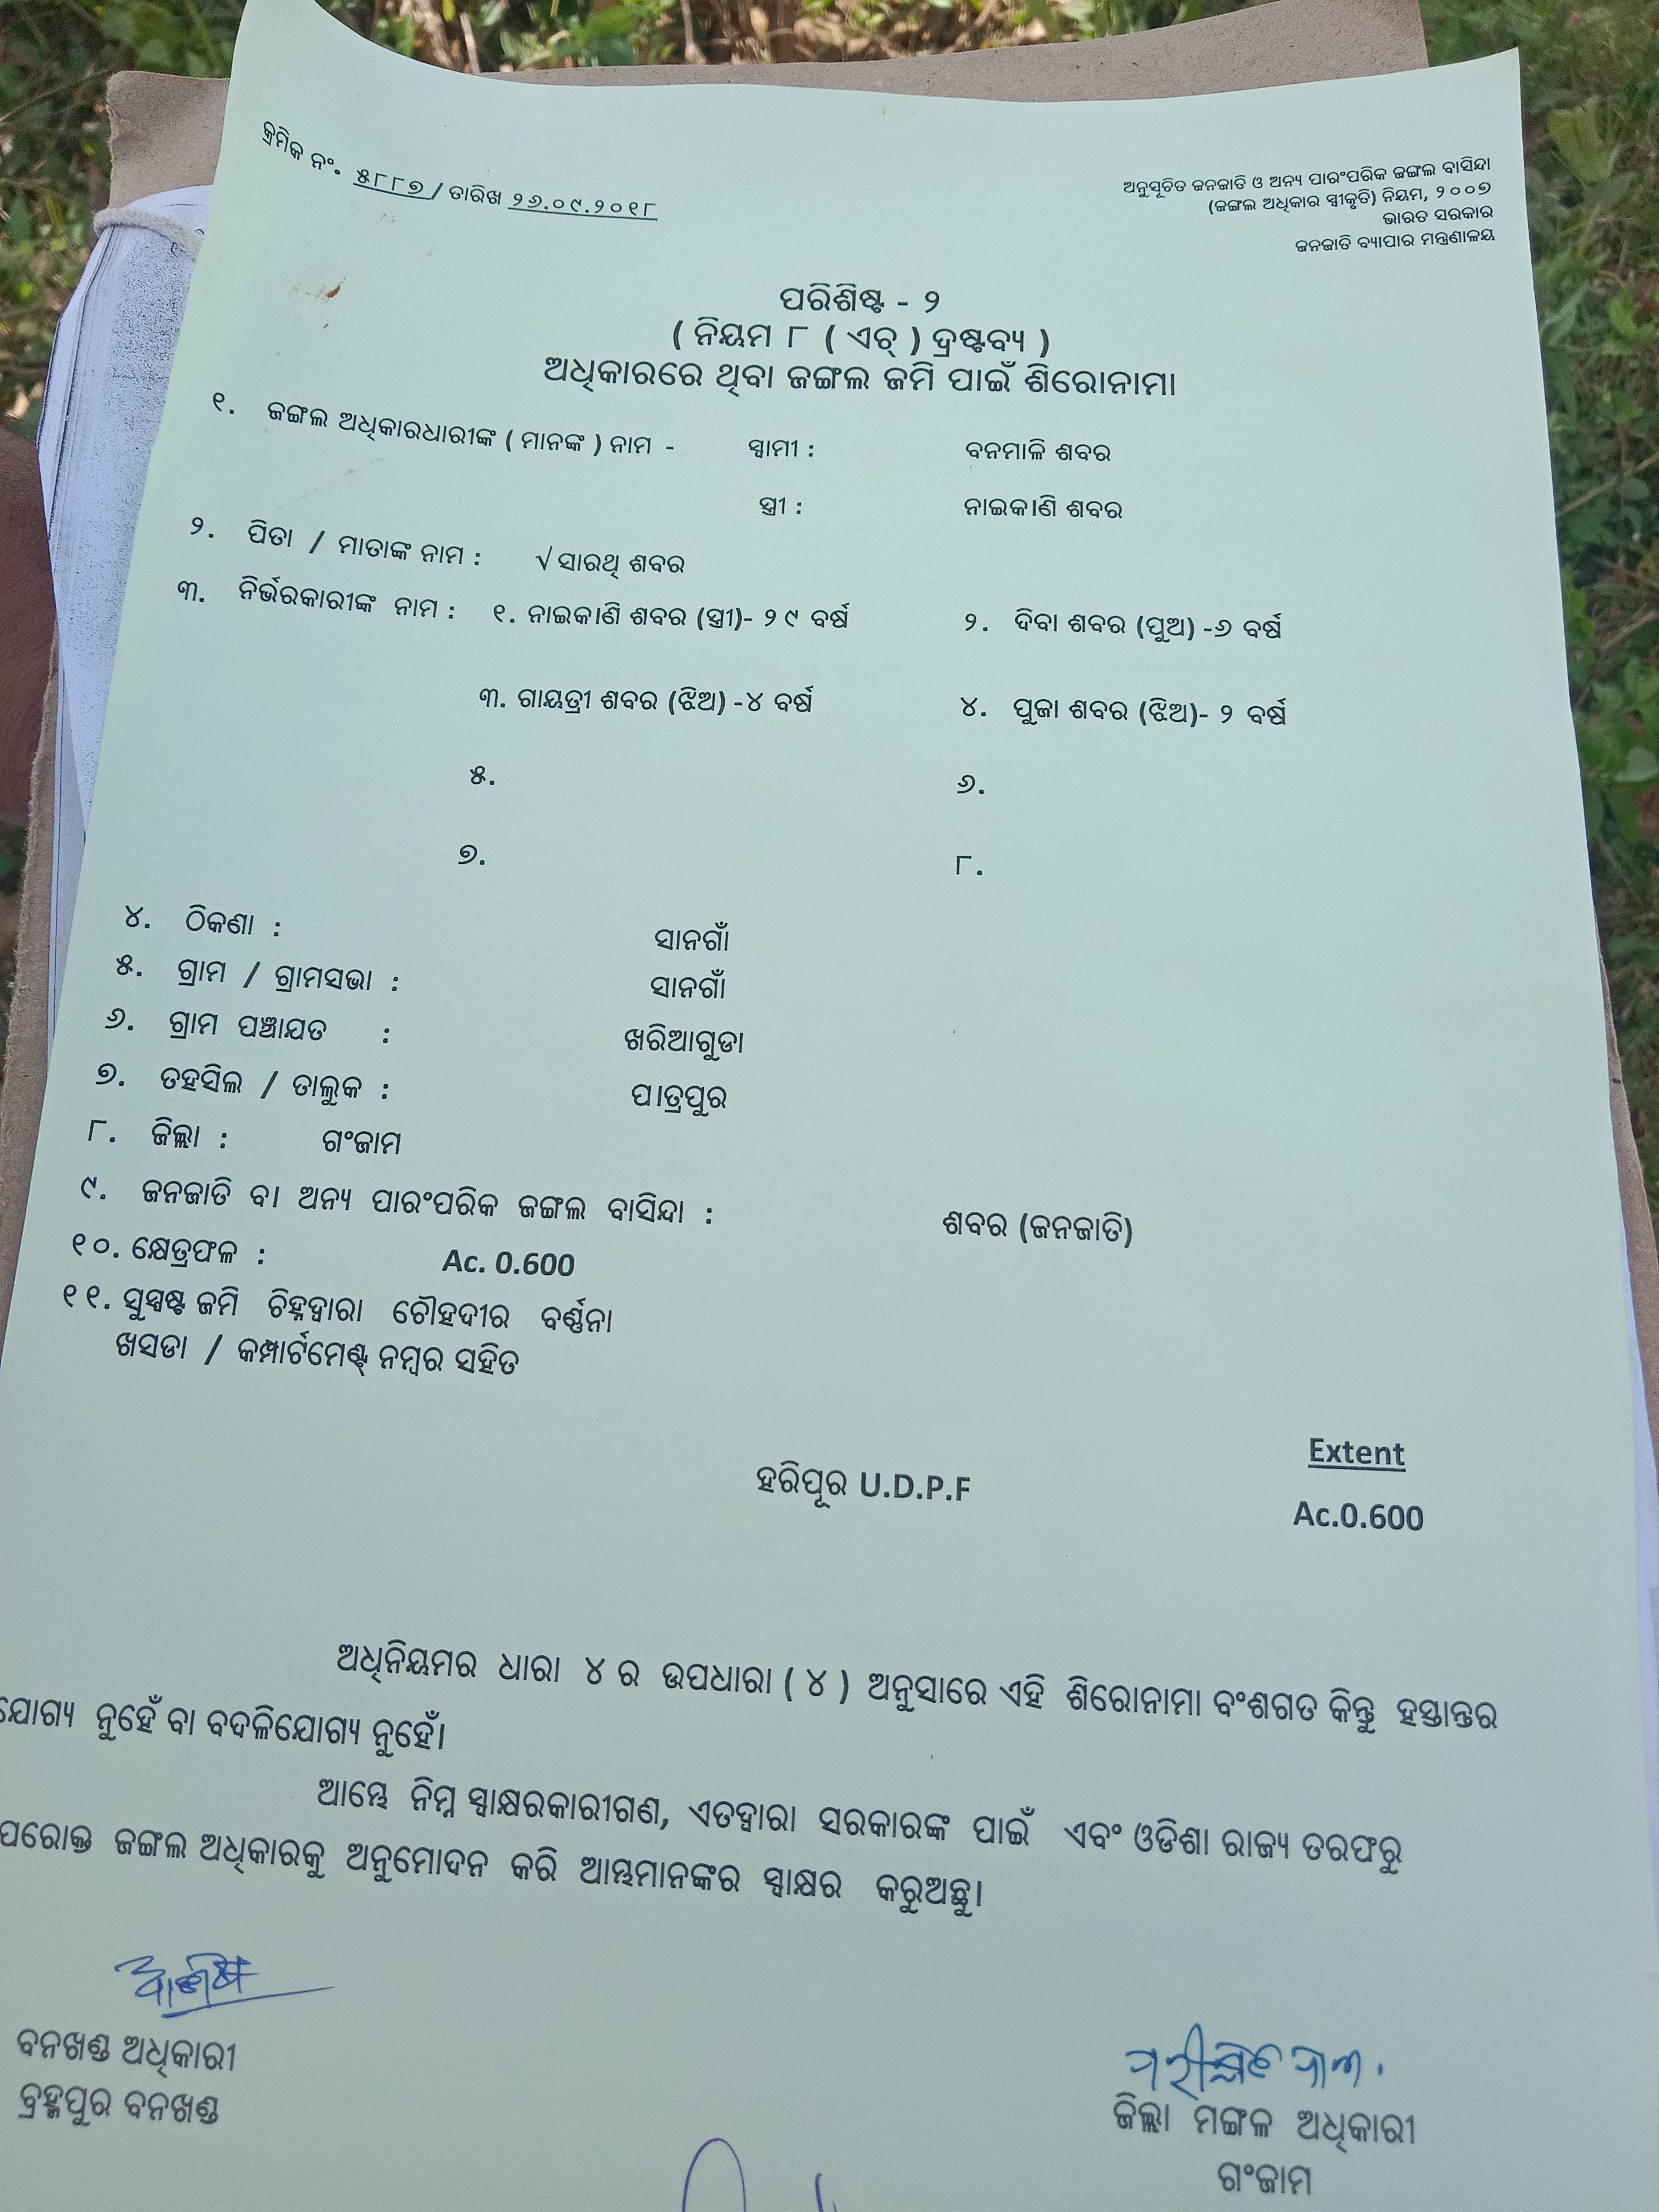 କ୍ରମିକ ନଂ. ୫୮୮୭ / ତାରିଖ ୨୬.୦୯.୨୦୧୮
ଅନୁସୂଚିତ ଜନଜାତି ଓ ଅନ୍ୟ ପାରଂପରିକ ଜଙ୍ଗଲ ବାସିନ୍ଦା
(ଜଙ୍ଗଲ ଅଧିକାର ସ୍ୱୀକୃତି) ନିୟମ, ୨୦୦୭
ଭାରତ ସରକାର
ଜନଜାତି ବ୍ୟାପାର ମନ୍ତ୍ରଣାଳୟ
ପରିଶିଷ୍ଟ - ୨
( ନିୟମ ୮ ( ଏଚ୍ ) ଦ୍ରଷ୍ଟବ୍ୟ )
ଅଧିକାରରେ ଥିବା ଜଙ୍ଗଲ ଜମି ପାଇଁ ଶିରୋନାମା
୧. ଜଙ୍ଗଲ ଅଧିକାରଧାରୀଙ୍କ ( ମାନଙ୍କ ) ନାମ - ସ୍ୱାମୀ : ବନମାଳି ଶବର
ସ୍ତ୍ରୀ : ନାଇକାଣି ଶବର
୨. ପିତା / ମାତାଙ୍କ ନାମ : √ ସାରଥି ଶବର
୩. ନିର୍ଭରକାରୀଙ୍କ ନାମ : ୧. ନାଇକାଣି ଶବର (ସ୍ତ୍ରୀ)- ୨୯ ବର୍ଷ ୨. ଦିବା ଶବର (ପୁଅ) -୬ ବର୍ଷ
୩. ଗାୟତ୍ରୀ ଶବର (ଝିଅ) -୪ ବର୍ଷ ୪. ପୁଜା ଶବର (ଝିଅ)- ୨ ବର୍ଷ
୫. ୬.
୭. ୮.
୪. ଠିକଣା : ସାନଗାଁ
୫. ଗ୍ରାମ / ଗ୍ରାମସଭା : ସାନଗାଁ
୬. ଗ୍ରାମ ପଞ୍ଚାଯତ : ଖରିଆଗୁଡା
୭. ତହସିଲ / ତାଲୁକ : ପାତ୍ରପୁର
୮. ଜିଲ୍ଲା : ଗଂଜାମ
୯. ଜନଜାତି ବା ଅନ୍ୟ ପାରଂପରିକ ଜଙ୍ଗଲ ବାସିନ୍ଦା : ଶବର (ଜନଜାତି)
୧୦. କ୍ଷେତ୍ରଫଳ : Ac. 0.600
୧୧. ସୁସ୍ପଷ୍ଟ ଜମି ଚିହ୍ନଦ୍ୱାରା ଚୌହଦୀର ବର୍ଣ୍ଣନା
ଖସଡା / କମ୍ପାର୍ଟମେଣ୍ଟ୍ ନମ୍ବର ସହିତ
Extent
ହରିପୂର U.D.P.F Ac.0.600
ଅଧିନିୟମର ଧାରା ୪ ର ଉପଧାରା ( ୪ ) ଅନୁସାରେ ଏହି ଶିରୋନାମା ବଂଶଗତ କିନ୍ତୁ ହସ୍ତାନ୍ତର
ଯୋଗ୍ୟ ନୁହେଁ ବା ବଦଳିଯୋଗ୍ୟ ନୁହେଁ।
ଆମ୍ଭେ ନିମ୍ନ ସ୍ୱାକ୍ଷରକାରୀଗଣ, ଏତଦ୍ୱାରା ସରକାରଙ୍କ ପାଇଁ ଏବଂ ଓଡିଶା ରାଜ୍ୟ ତରଫରୁ
ପରୋକ୍ତ ଜଙ୍ଗଲ ଅଧିକାରକୁ ଅନୁମୋଦନ କରି ଆମ୍ଭମାନଙ୍କର ସ୍ୱାକ୍ଷର କରୁଅଛୁ।
ବନଖଣ୍ଡ ଅଧିକାରୀ
ବ୍ରହ୍ମପୁର ବନଖଣ୍ଡ
ଜିଲ୍ଲା ମଙ୍ଗଳ ଅଧିକାରୀ
ଗଂଜାମ